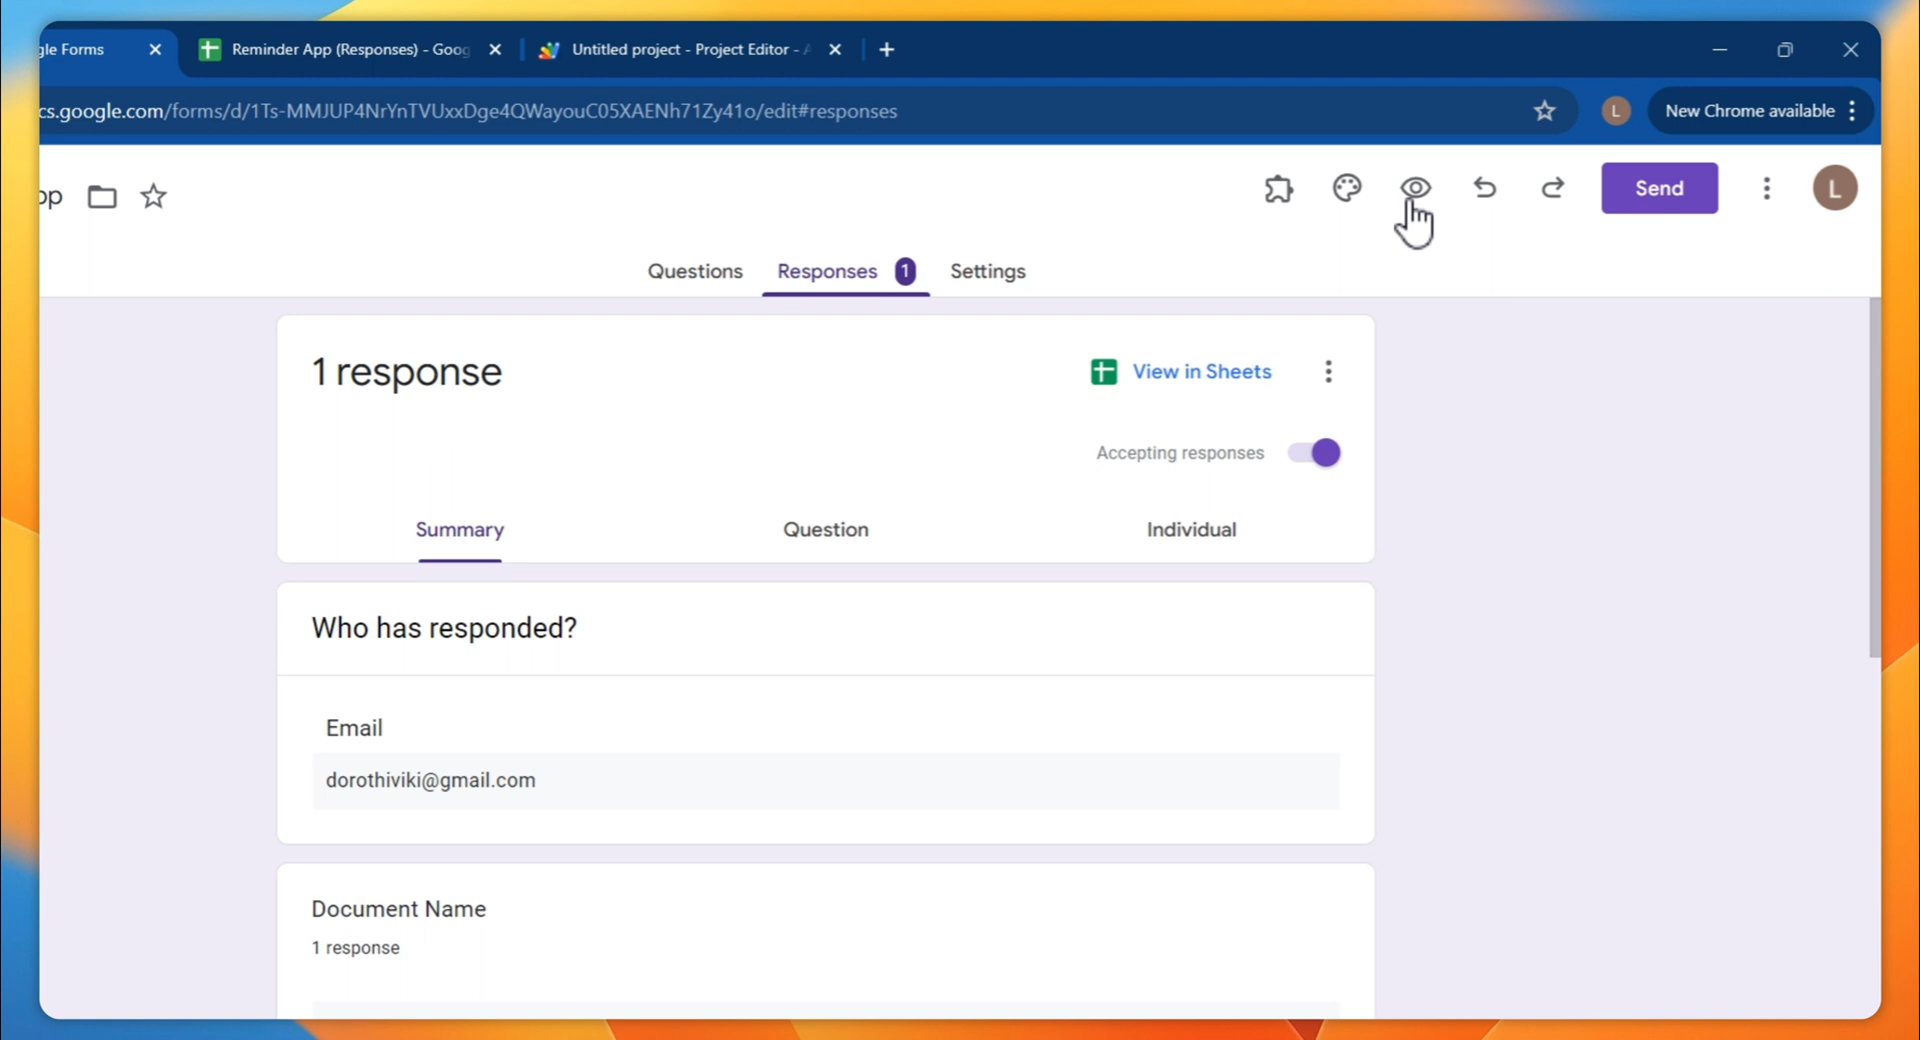 gle Forms
Reminder App (Responses) - Goog
Untitled project - Project Editor - A
cs.google.com/forms/d/1Ts-MMJUP4NrYnTVUxxDge4QWayouC05XAENh71Zy41o/edit#responses
L
New Chrome available
pp
Send
L
Questions
Responses 1
Settings
1 response
View in Sheets
Accepting responses
Summary
Question
Individual
Who has responded?
Email
dorothiviki@gmail.com
Document Name
1 response